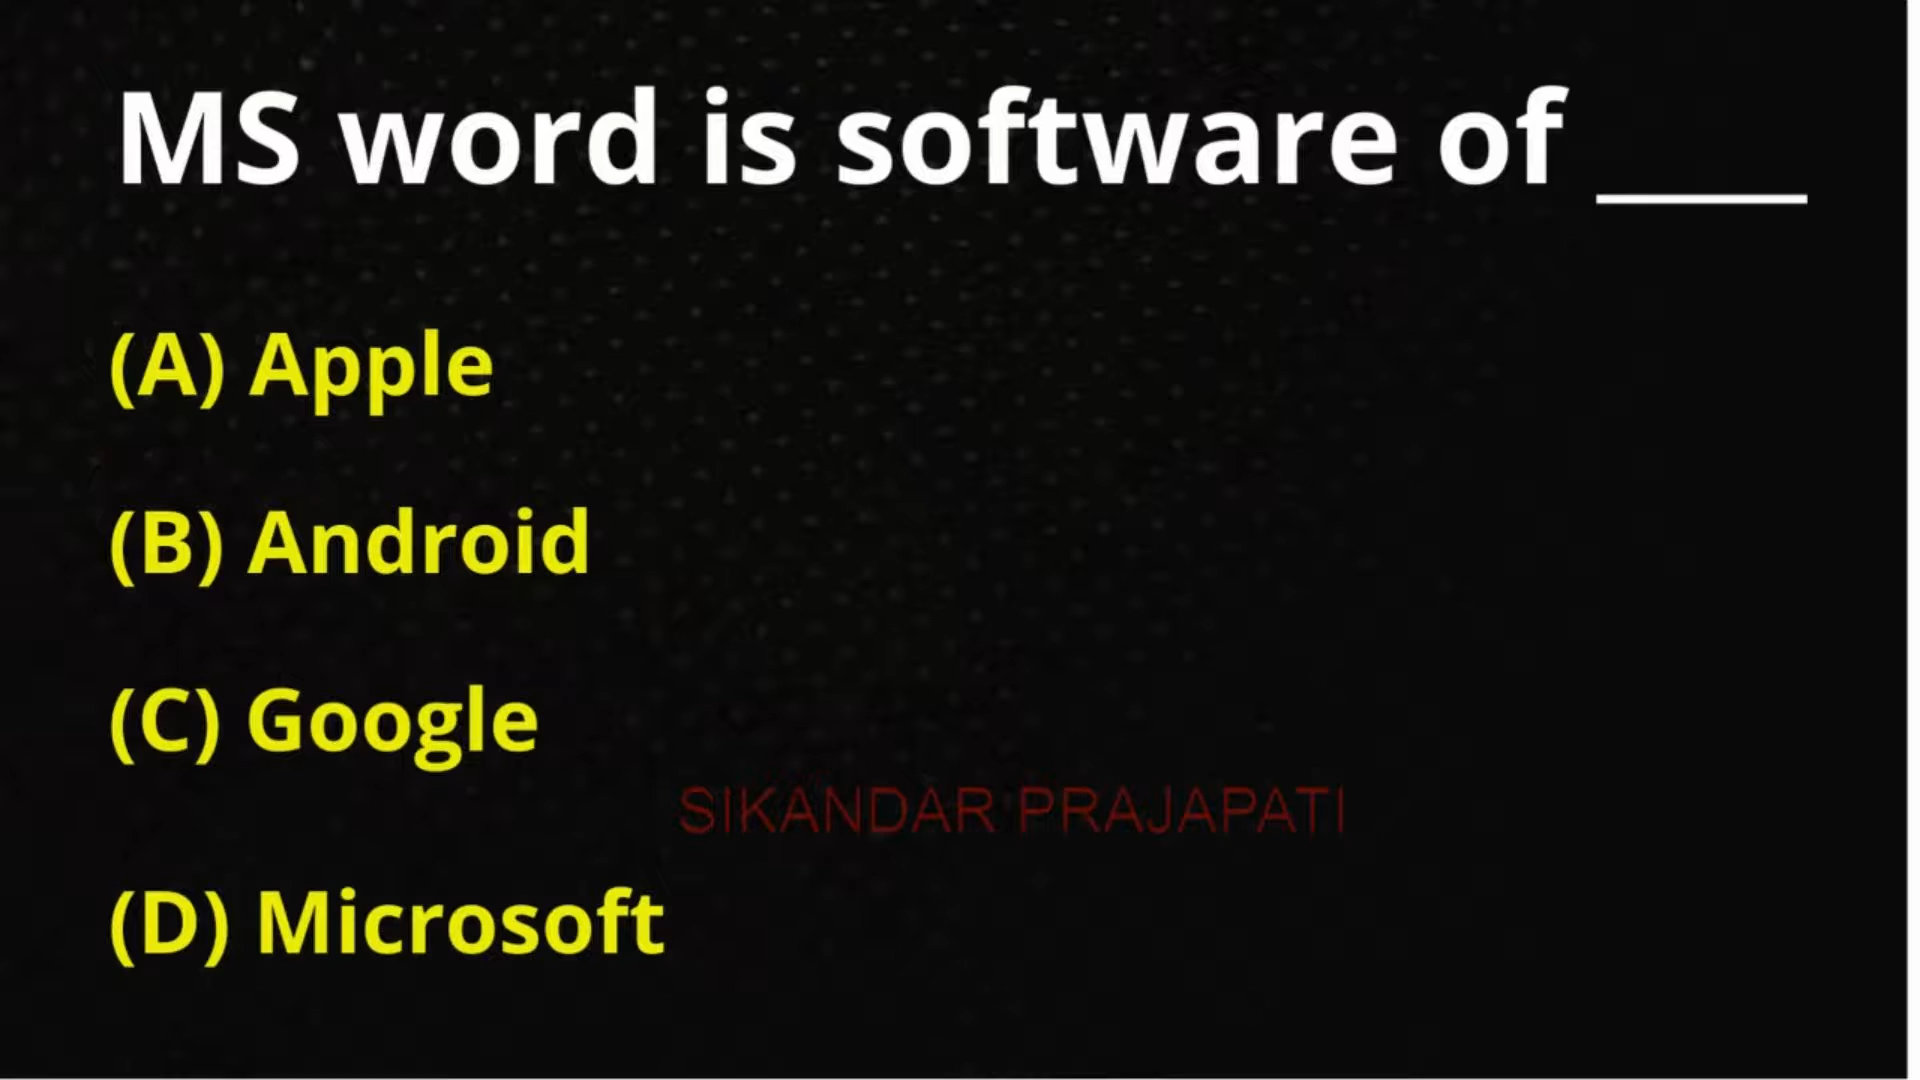 MS word is software of ___
(A) Apple
(B) Android
(C) Google
SIKANDAR PRAJAPATI
(D) Microsoft